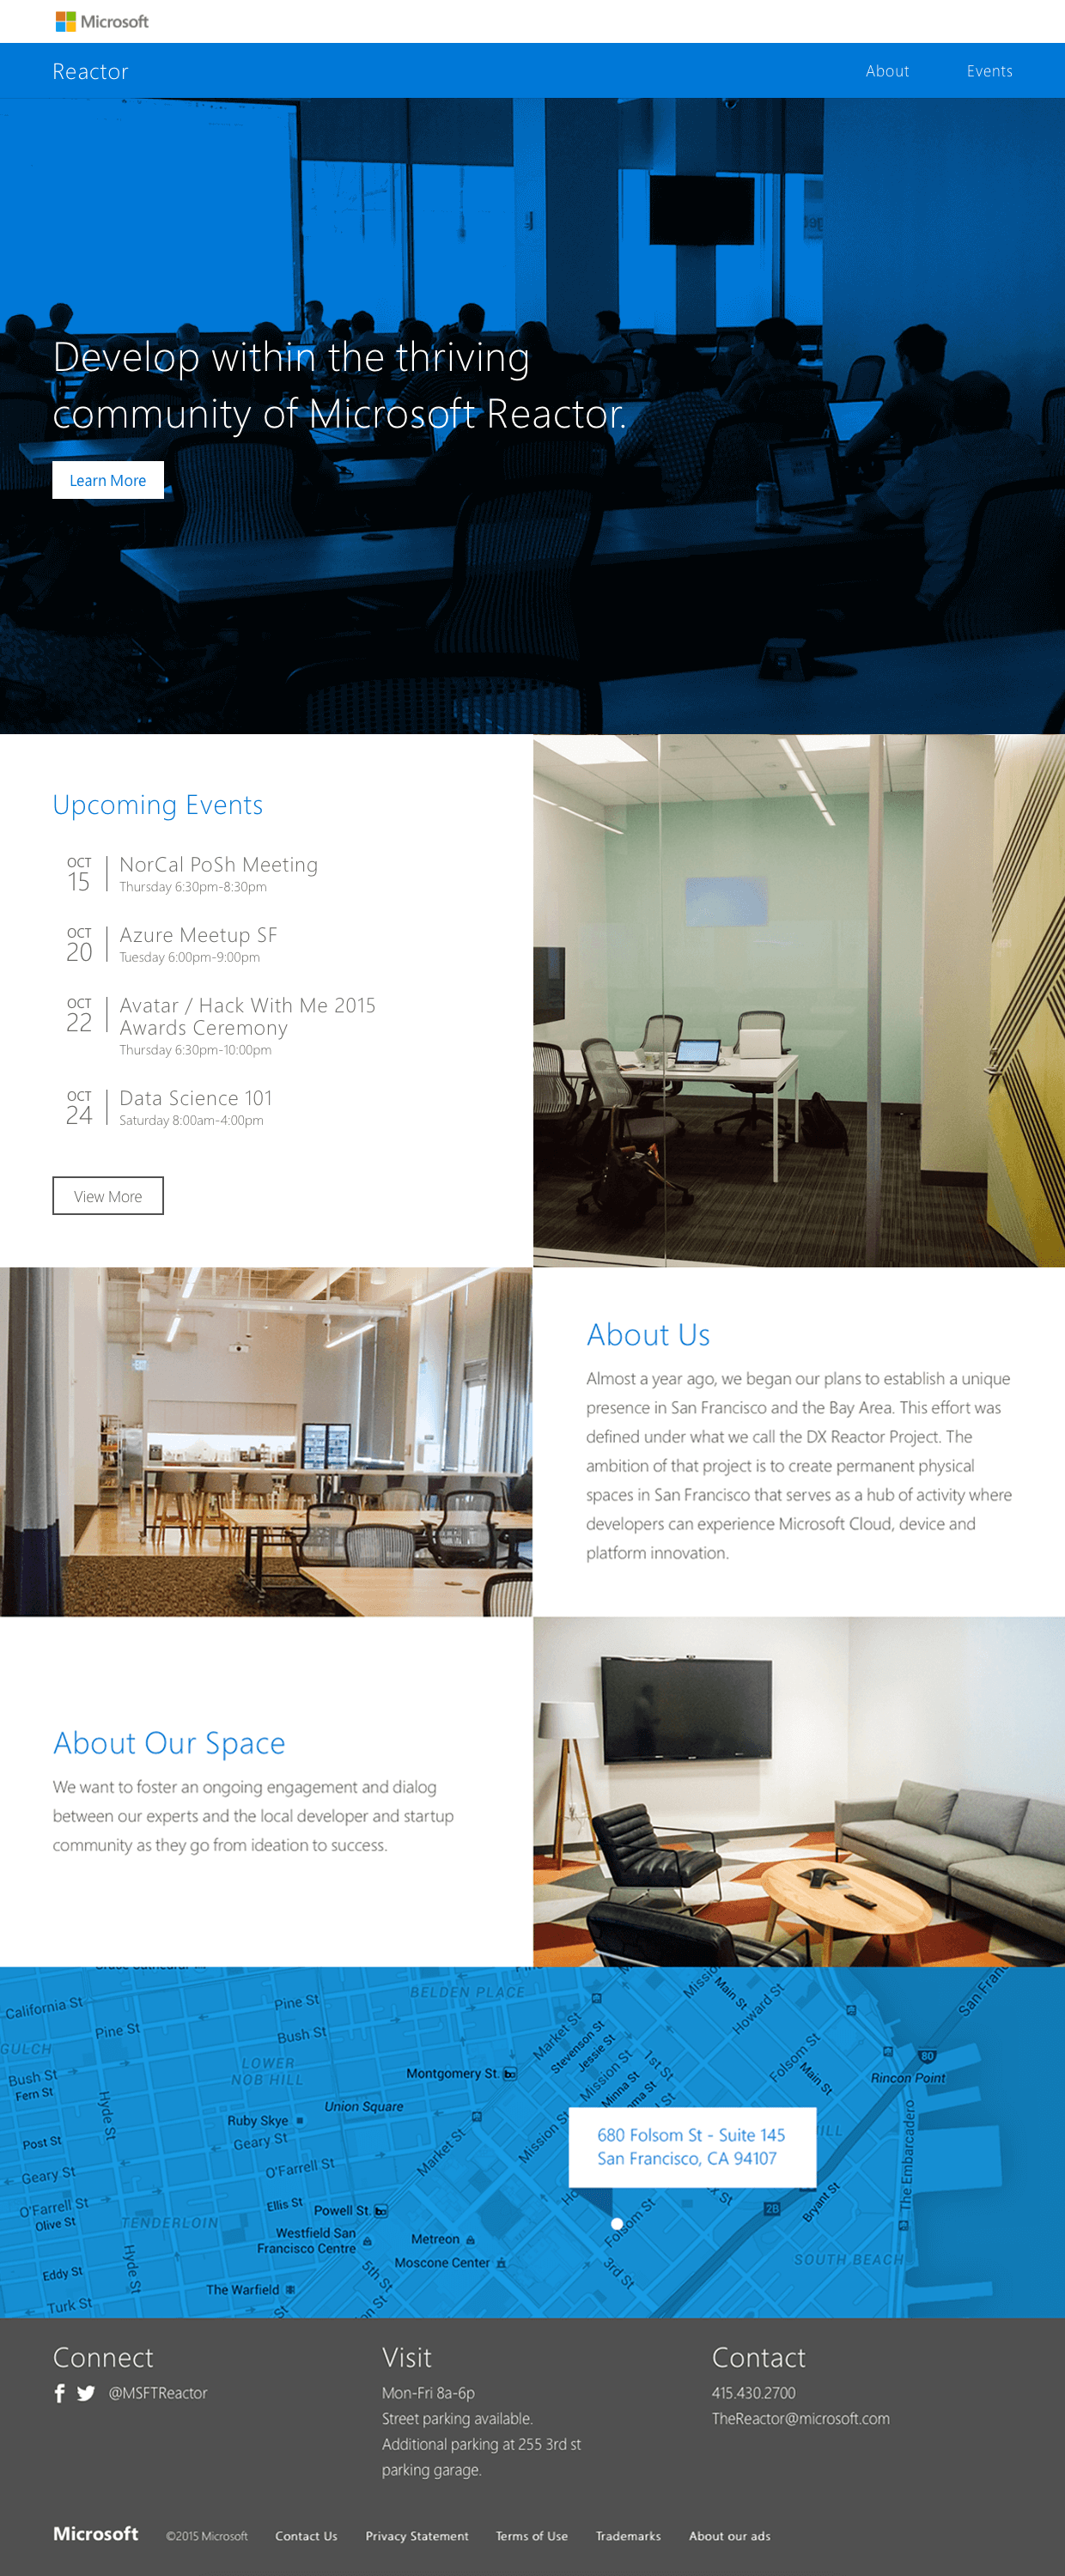 Microsoft
Reactor
About
Events
Develop within the thriving
community of Microsoft Reactor.
Learn More
Upcoming Events
OCT
15
NorCal PoSh Meeting
Thursday 6:30pm-8:30pm
OCT
20
Azure Meetup SF
Tuesday 6:00pm-9:00pm
OCT
22
Avatar / Hack With Me 2015
Awards Ceremony
Thursday 6:30pm-10:00pm
OCT
24
Data Science 101
Saturday 8:00am-4:00pm
View More
About Us
Almost a year ago, we began our plans to establish a unique
presence in San Francisco and the Bay Area. This effort was
defined under what we call the DX Reactor Project. The
ambition of that project is to create permanent physical
spaces in San Francisco that serves as a hub of activity where
developers can experience Microsoft Cloud, device and
platform innovation.
About Our Space
We want to foster an ongoing engagement and dialog
between our experts and the local developer and startup
community as they go from ideation to success.
California St
Pine St
BELDEN PLACE
Mission
Main St
Howard St
San Fran
Pine St
Bush St
Market St
Stevenson St
Jessie St
GULCH
LOWER
NOB HILL
Montgomery St.
Mission St
1st St
Folsom St
Main St
80
Rincon Point
Bush St
Fern St
Hyde St
Union Square
Minna St
Ruby Skye
Geary St
Market St
Mission St
680 Folsom St - Suite 145
San Francisco, CA 94107
The Embarcadero
Post St
Geary St
O'Farrell St
O'Farrell St
Olive St
Ellis St
Powell St.
TENDERLOIN
Westfield San
Francisco Centre
Metreon
Folsom St
Bryant St
Moscone Center
3rd St
SOUTH BEACH
Eddy St
Hyde St
5th St
The Warfield
Turk St
Connect
@MSFTReactor
Visit
Mon-Fri 8a-6p
Street parking available.
Additional parking at 255 3rd st
parking garage.
Contact
415.430.2700
TheReactor@microsoft.com
Microsoft
©2015 Microsoft
Contact Us
Privacy Statement
Terms of Use
Trademarks
About our ads